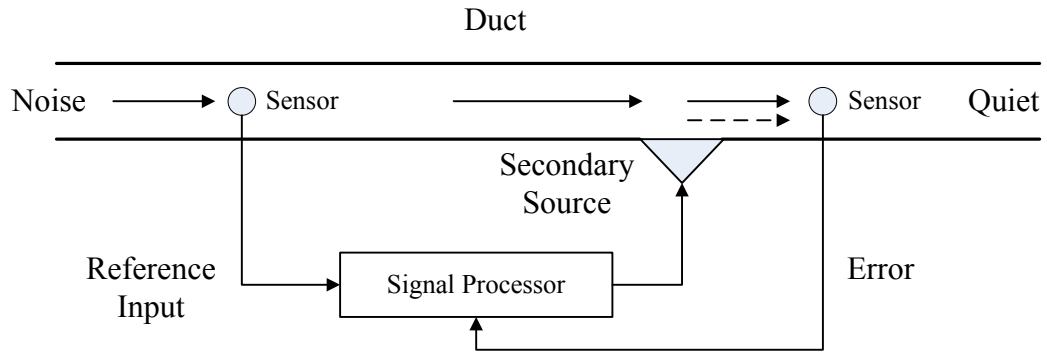 Duct
Noise
Sensor
Sensor
Quiet
Secondary
Source
Reference
Input
Signal Processor
Error